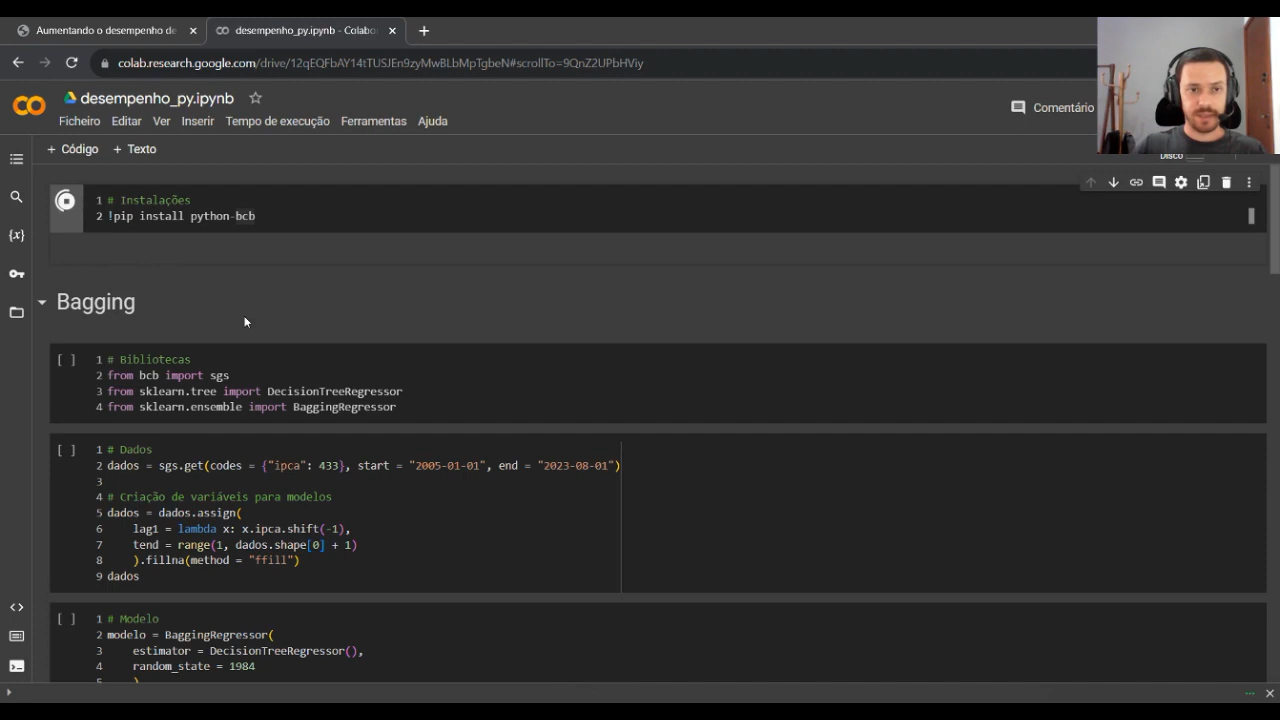 Aumentando o desempenho de
desempenho_py.ipynb - Colabo
colab.research.google.com/drive/12qEQFbAY14tTUSJEn9zyMwBLbMpTgbeN#scrollTo=9QnZ2UPbHViy
desempenho_py.ipynb
Comentário
Ficheiro Editar Ver Inserir Tempo de execução Ferramentas Ajuda
+ Código + Texto
Disco
1 # Instalações
2 !pip install python-bcb
Bagging
[ ] 1 # Bibliotecas
2 from bcb import sgs
3 from sklearn.tree import DecisionTreeRegressor
4 from sklearn.ensemble import BaggingRegressor
[ ] 1 # Dados
2 dados = sgs.get(codes = {"ipca": 433}, start = "2005-01-01", end = "2023-08-01")
3
4 # Criação de variáveis para modelos
5 dados = dados.assign(
6 lag1 = lambda x: x.ipca.shift(-1),
7 tend = range(1, dados.shape[0] + 1)
8 ).fillna(method = "ffill")
9 dados
[ ] 1 # Modelo
2 modelo = BaggingRegressor(
3 estimator = DecisionTreeRegressor(),
4 random_state = 1984
5 )